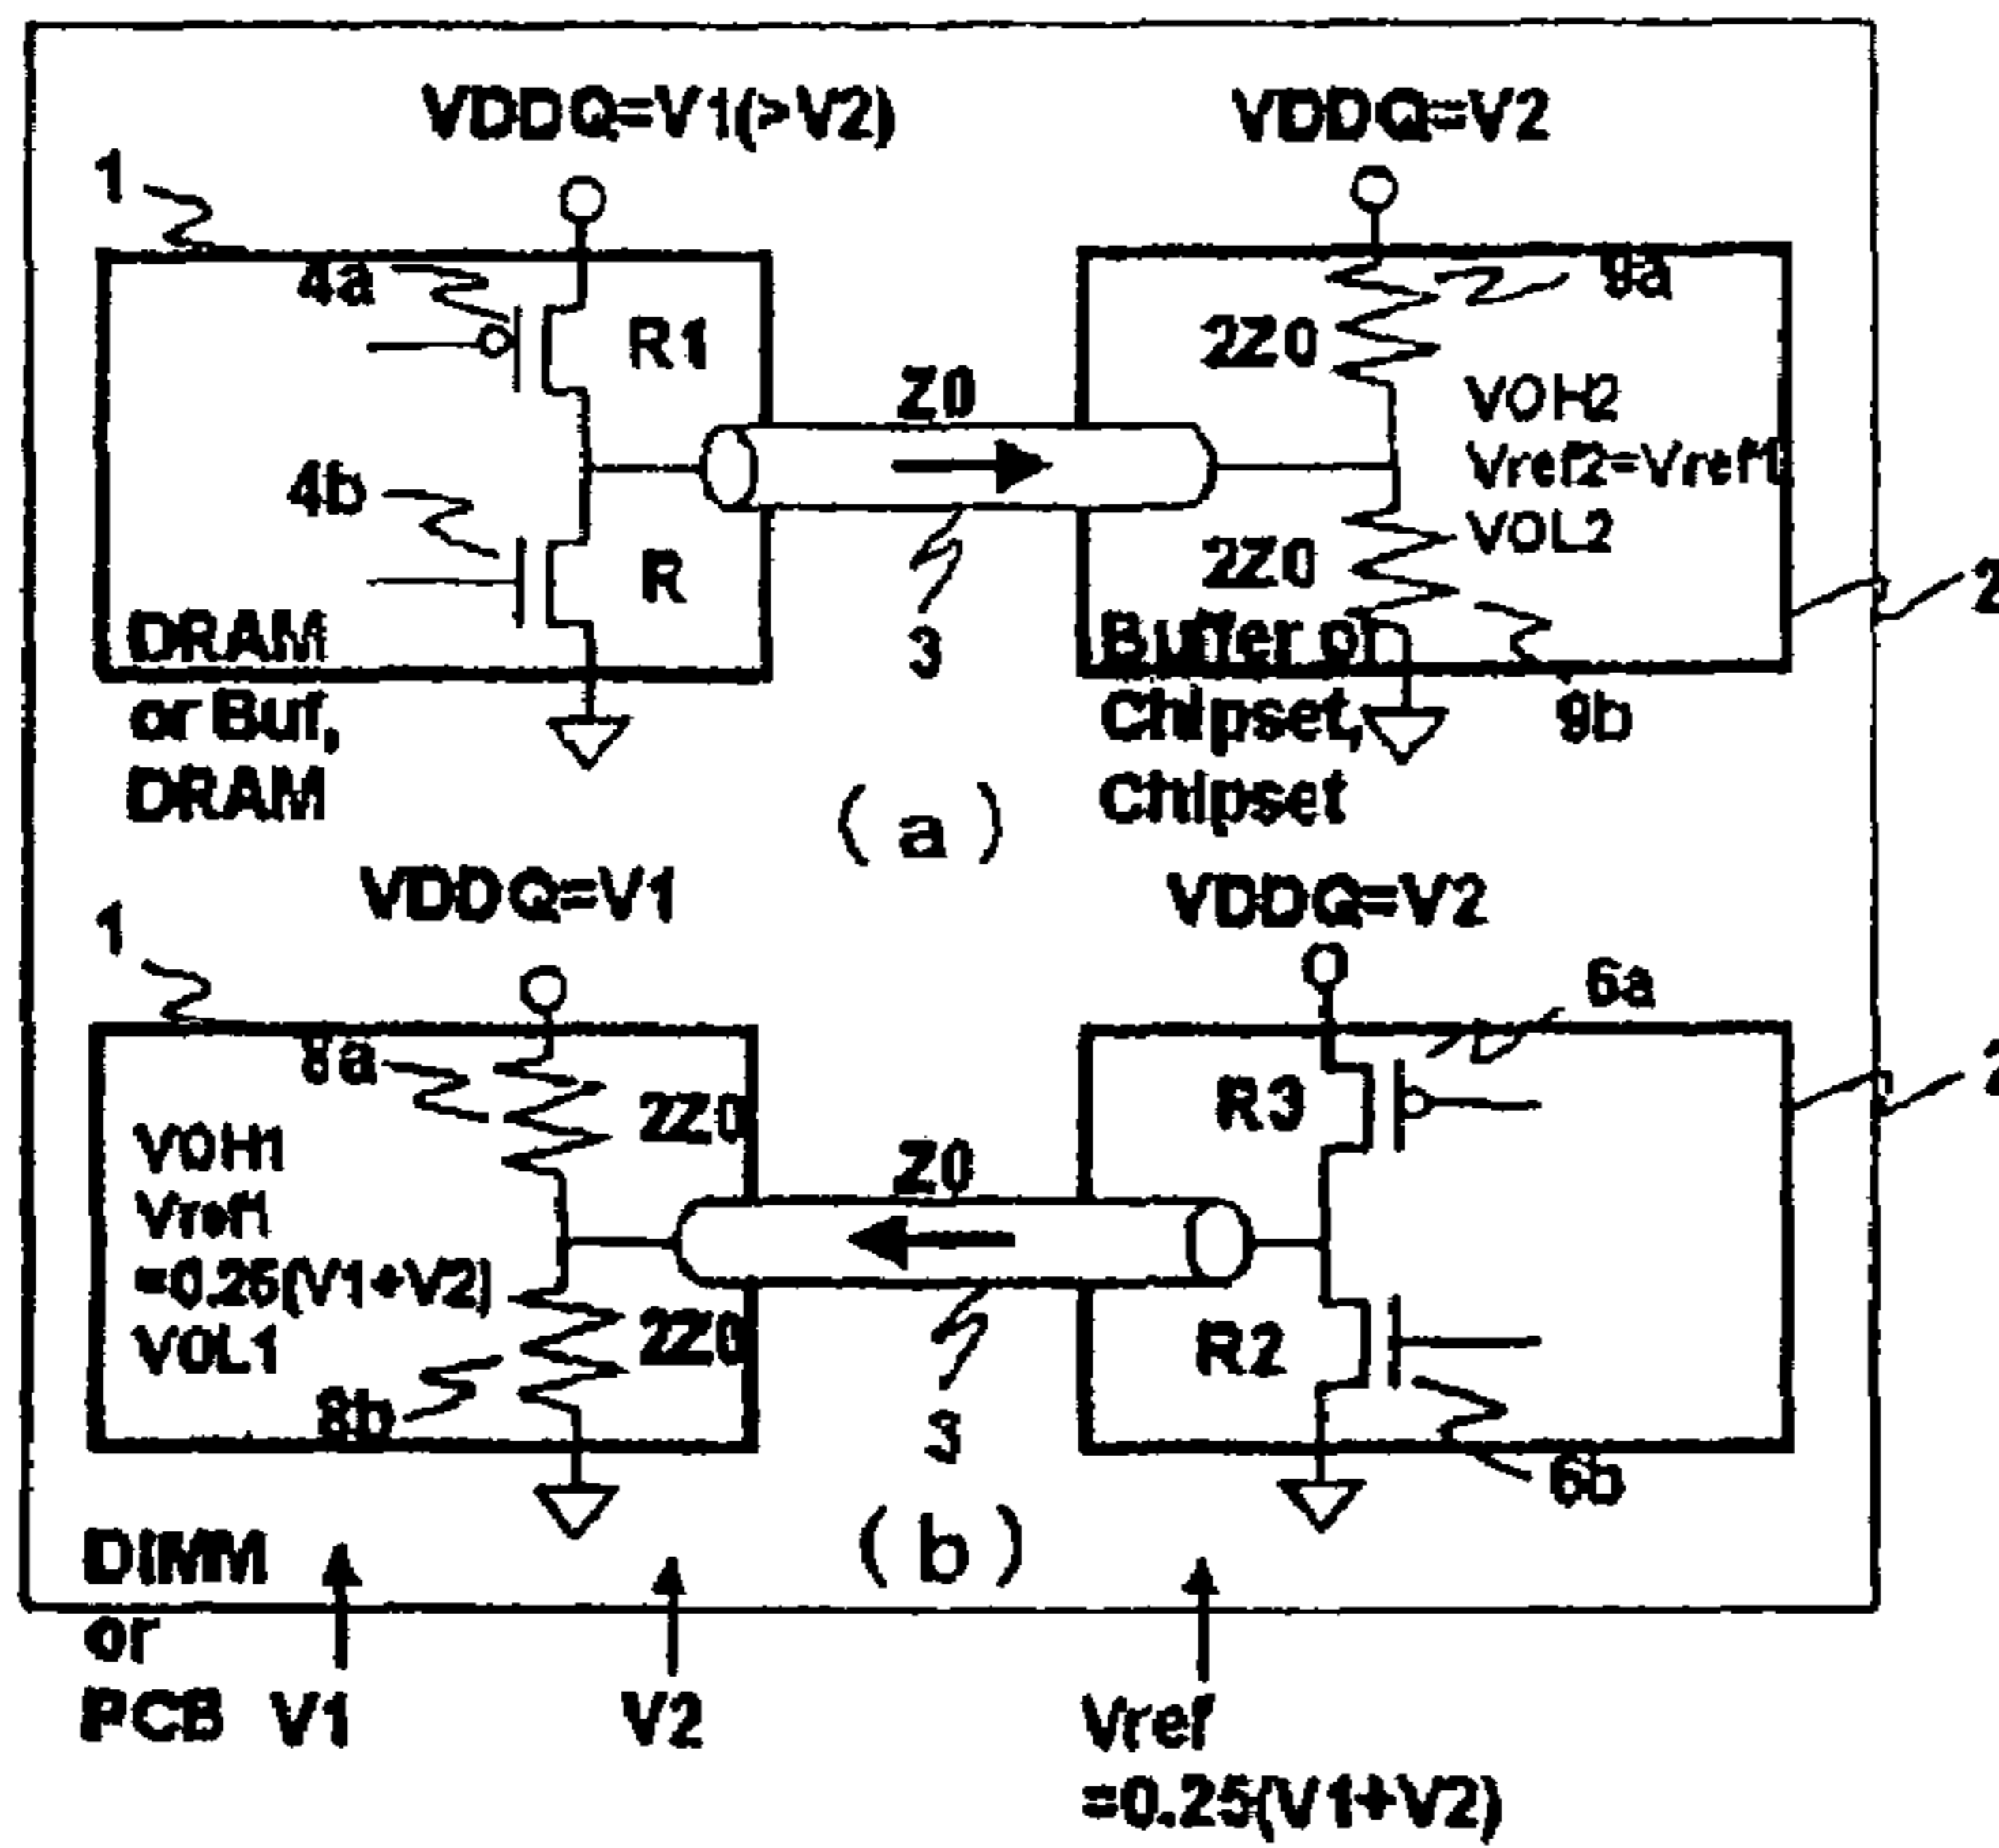 VDDQ=V1(>V2)
VDDQ=V2
1
4a
R1
9a
2Z0
Z0
VOH2
Vref2=Vref1
VOL2
4b
R
2Z0
2
3
DRAM
or Buf,
DRAM
Buffer or
Chipset,
Chipset
9b
(a)
VDDQ=V1
VDDQ=V2
1
6a
8a
R3
2Z0
2
VOH1
Vref1
=0.25(V1+V2)
VOL1
Z0
2Z0
R2
8b
3
6b
(b)
DIMM
or
PCB
V1
V2
Vref
=0.25(V1+V2)